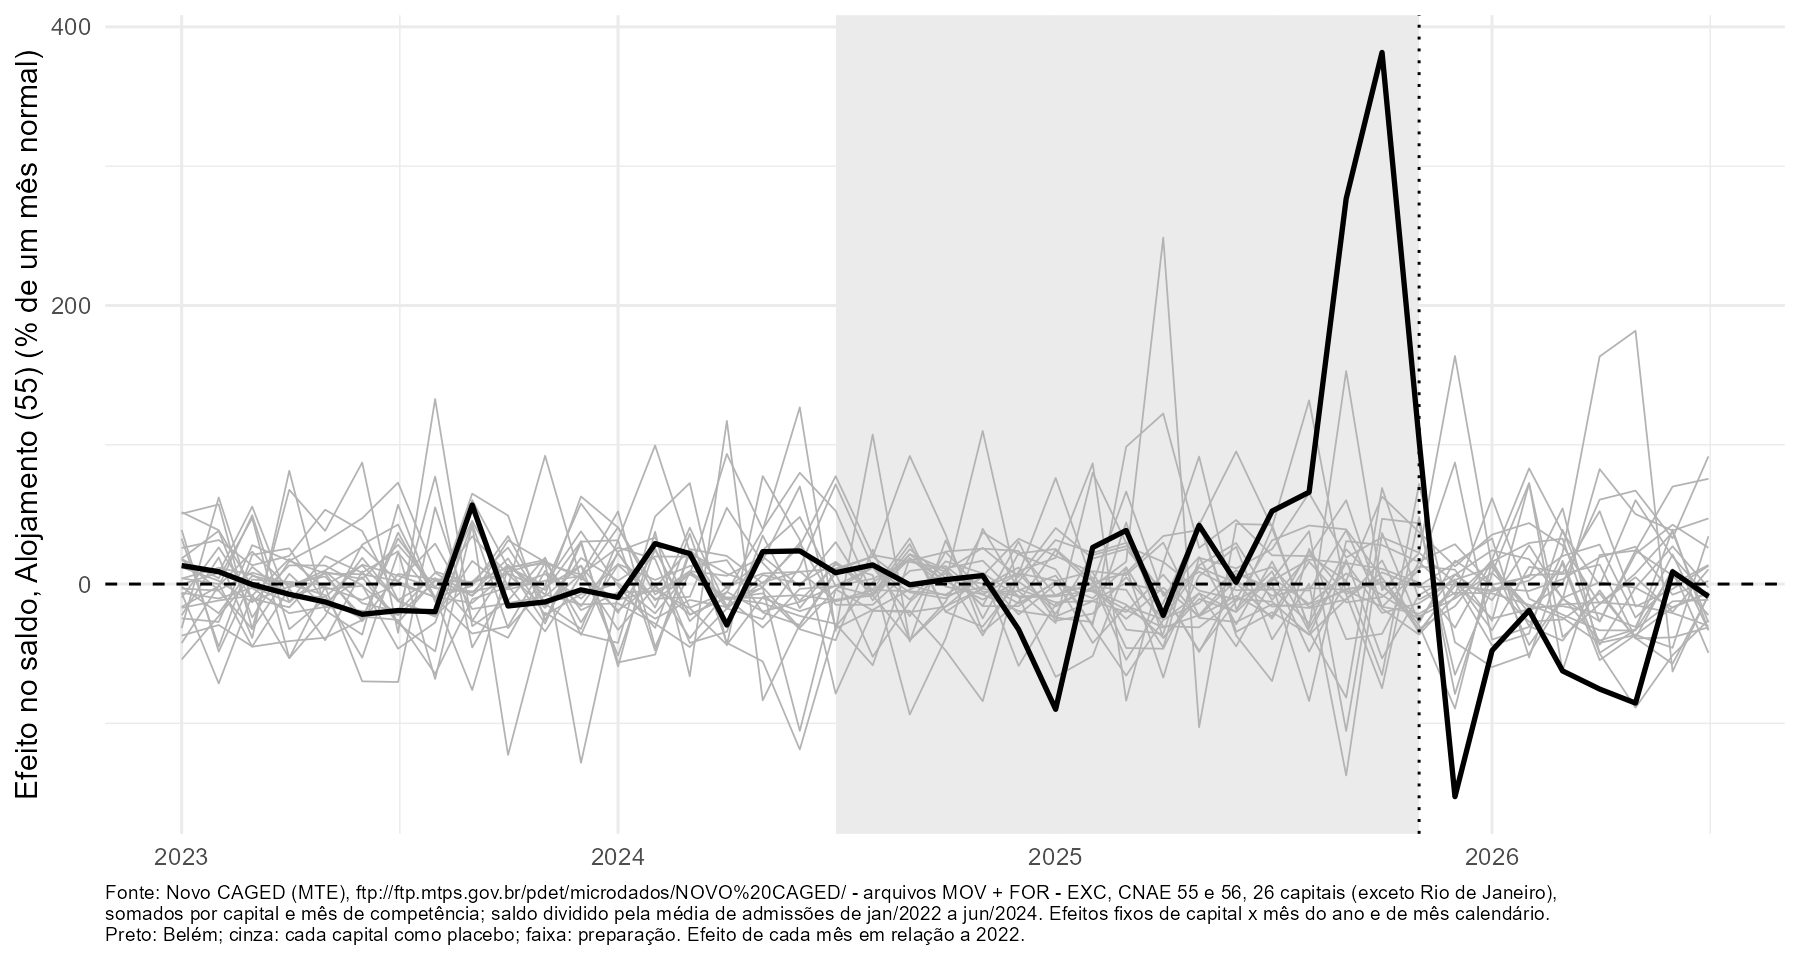 Efeito no saldo, Alojamento (55) (% de um mês normal)
400
200
0
2023
2024
2025
2026
Fonte: Novo CAGED (MTE), ftp://ftp.mtps.gov.br/pdet/microdados/NOVO%20CAGED/ - arquivos MOV + FOR - EXC, CNAE 55 e 56, 26 capitais (exceto Rio de Janeiro),
somados por capital e mês de competência; saldo dividido pela média de admissões de jan/2022 a jun/2024. Efeitos fixos de capital x mês do ano e de mês calendário.
Preto: Belém; cinza: cada capital como placebo; faixa: preparação. Efeito de cada mês em relação a 2022.